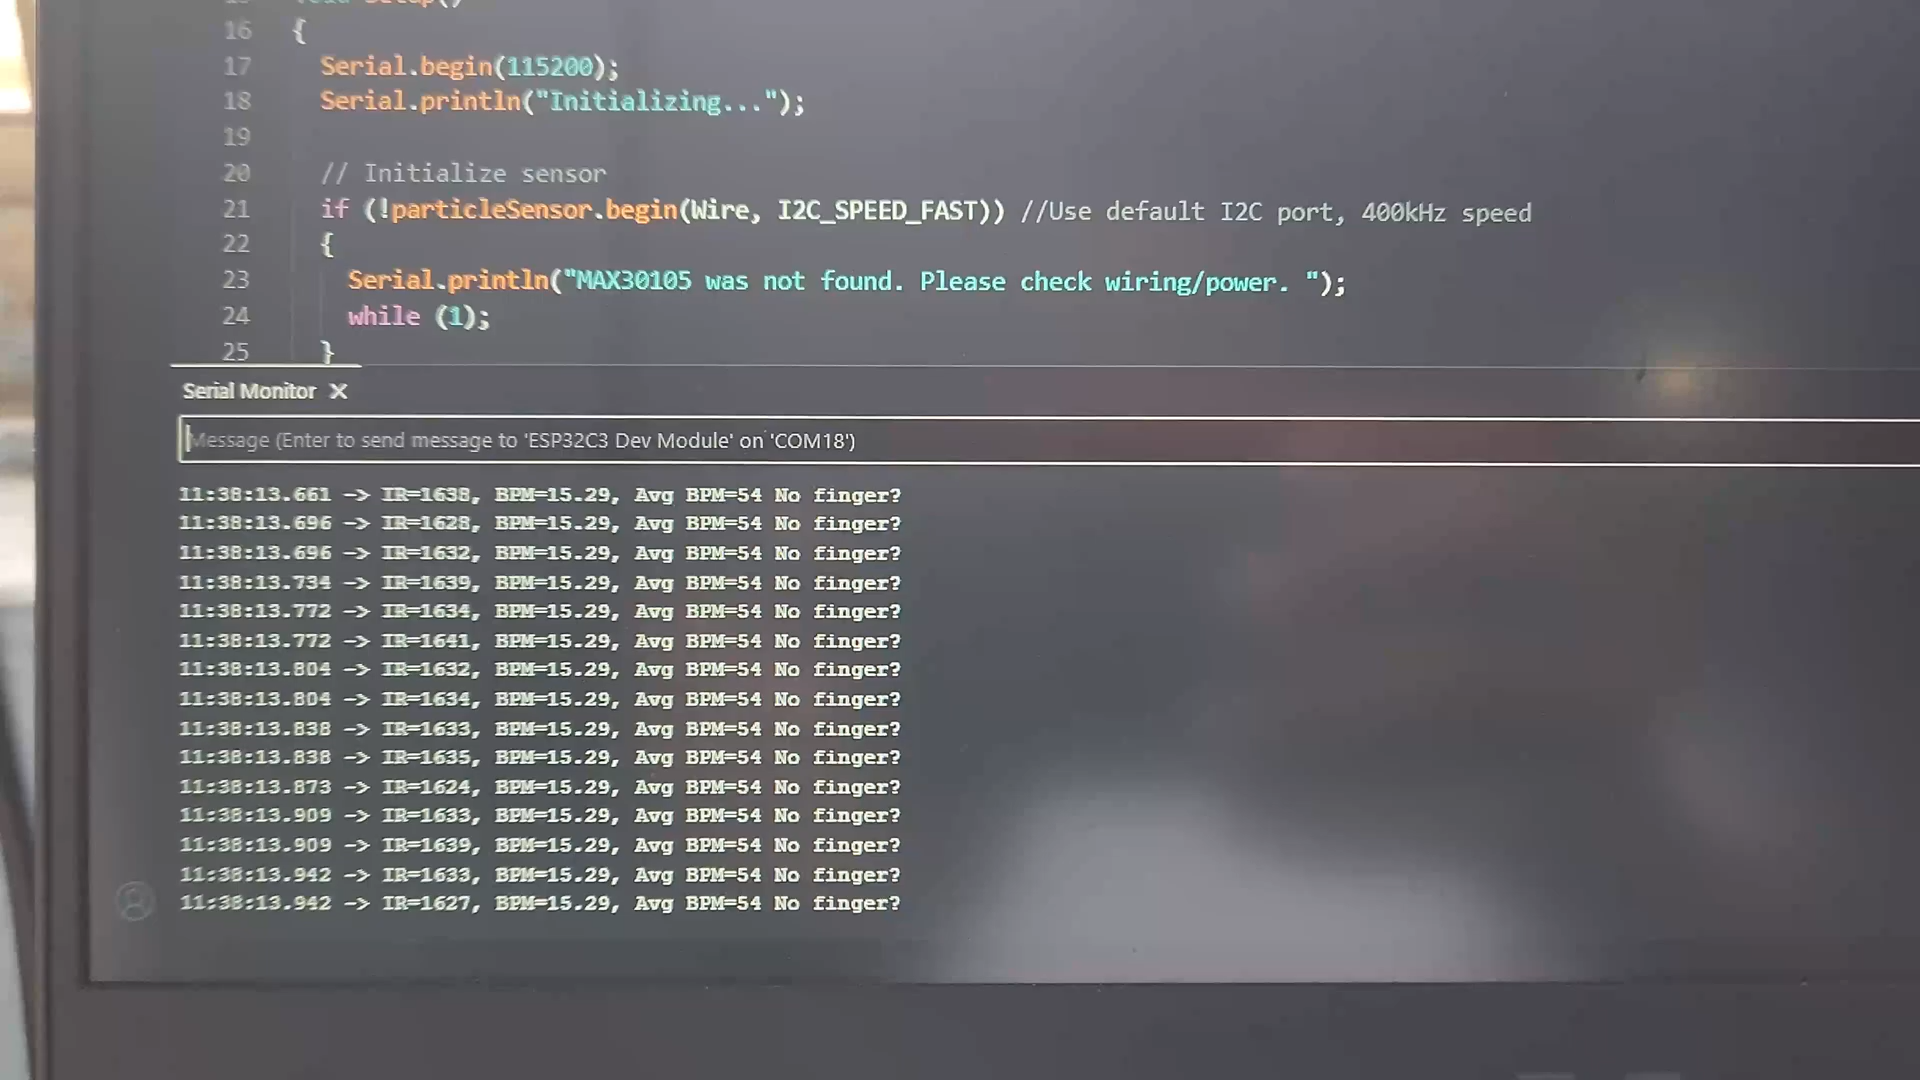 void setup()
16 {
17 Serial.begin(115200);
18 Serial.println("Initializing...");
19
20 // Initialize sensor
21 if (!particleSensor.begin(Wire, I2C_SPEED_FAST)) //Use default I2C port, 400kHz speed
22 {
23 Serial.println("MAX30105 was not found. Please check wiring/power. ");
24 while (1);
25 }
Serial Monitor X
Message (Enter to send message to 'ESP32C3 Dev Module' on 'COM18')
11:38:13.661 -> IR=1638, BPM=15.29, Avg BPM=54 No finger?
11:38:13.696 -> IR=1628, BPM=15.29, Avg BPM=54 No finger?
11:38:13.696 -> IR=1632, BPM=15.29, Avg BPM=54 No finger?
11:38:13.734 -> IR=1639, BPM=15.29, Avg BPM=54 No finger?
11:38:13.772 -> IR=1634, BPM=15.29, Avg BPM=54 No finger?
11:38:13.772 -> IR=1641, BPM=15.29, Avg BPM=54 No finger?
11:38:13.804 -> IR=1632, BPM=15.29, Avg BPM=54 No finger?
11:38:13.804 -> IR=1634, BPM=15.29, Avg BPM=54 No finger?
11:38:13.838 -> IR=1633, BPM=15.29, Avg BPM=54 No finger?
11:38:13.838 -> IR=1635, BPM=15.29, Avg BPM=54 No finger?
11:38:13.873 -> IR=1624, BPM=15.29, Avg BPM=54 No finger?
11:38:13.909 -> IR=1633, BPM=15.29, Avg BPM=54 No finger?
11:38:13.909 -> IR=1639, BPM=15.29, Avg BPM=54 No finger?
11:38:13.942 -> IR=1633, BPM=15.29, Avg BPM=54 No finger?
11:38:13.942 -> IR=1627, BPM=15.29, Avg BPM=54 No finger?